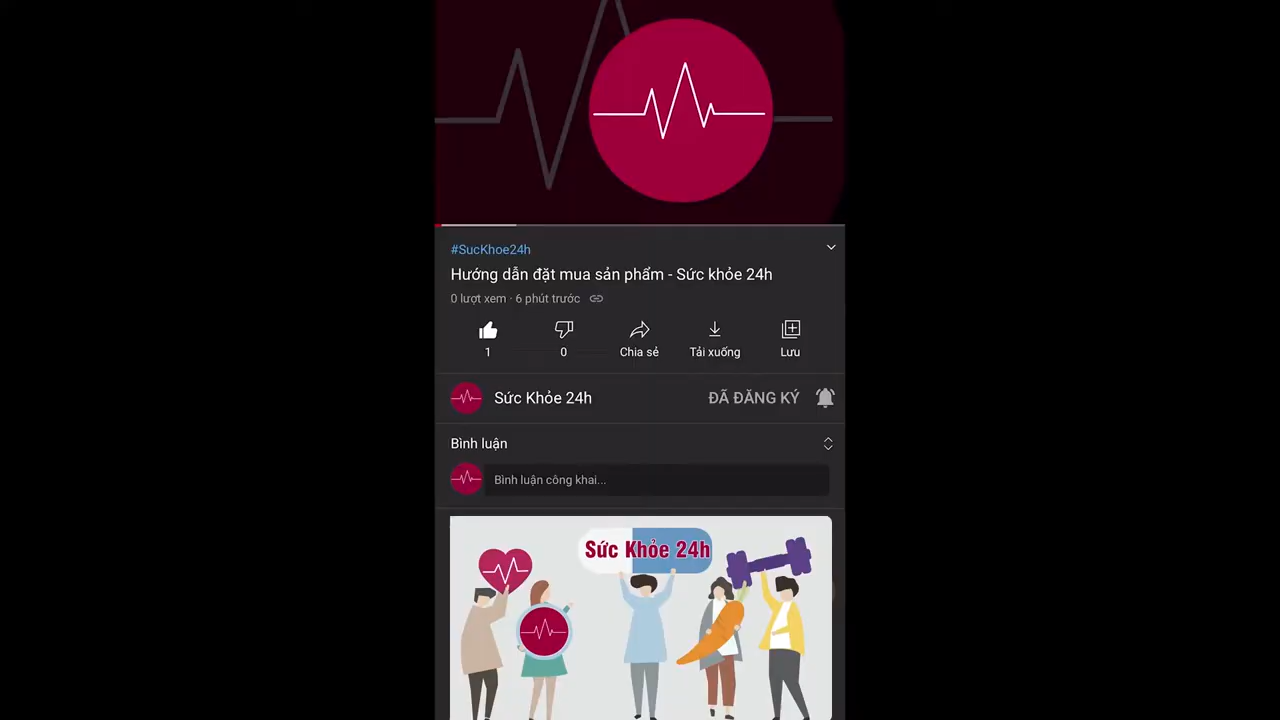 #SucKhoe24h
Hướng dẫn đặt mua sản phẩm - Sức khỏe 24h
0 lượt xem · 6 phút trước
1
0
Chia sẻ
Tải xuống
Lưu
Sức Khỏe 24h
ĐÃ ĐĂNG KÝ
Bình luận
Bình luận công khai...
Sức Khỏe 24h